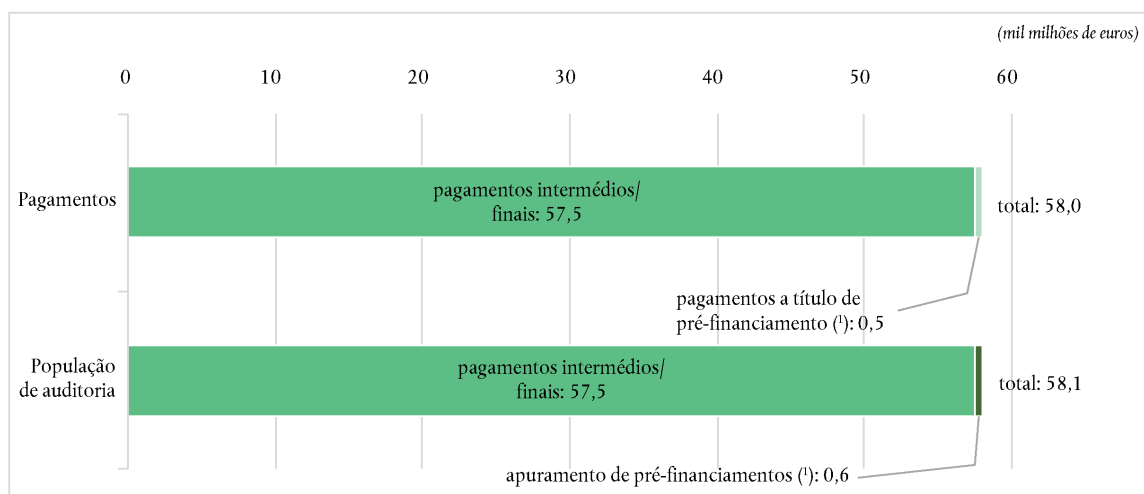 (mil milhões de euros)
0 10 20 30 40 50 60
Pagamentos
pagamentos intermédios/
finais: 57,5
total: 58,0
pagamentos a título de
pré-financiamento (¹): 0,5
População
de auditoria
pagamentos intermédios/
finais: 57,5
total: 58,1
apuramento de pré-financiamentos (¹): 0,6